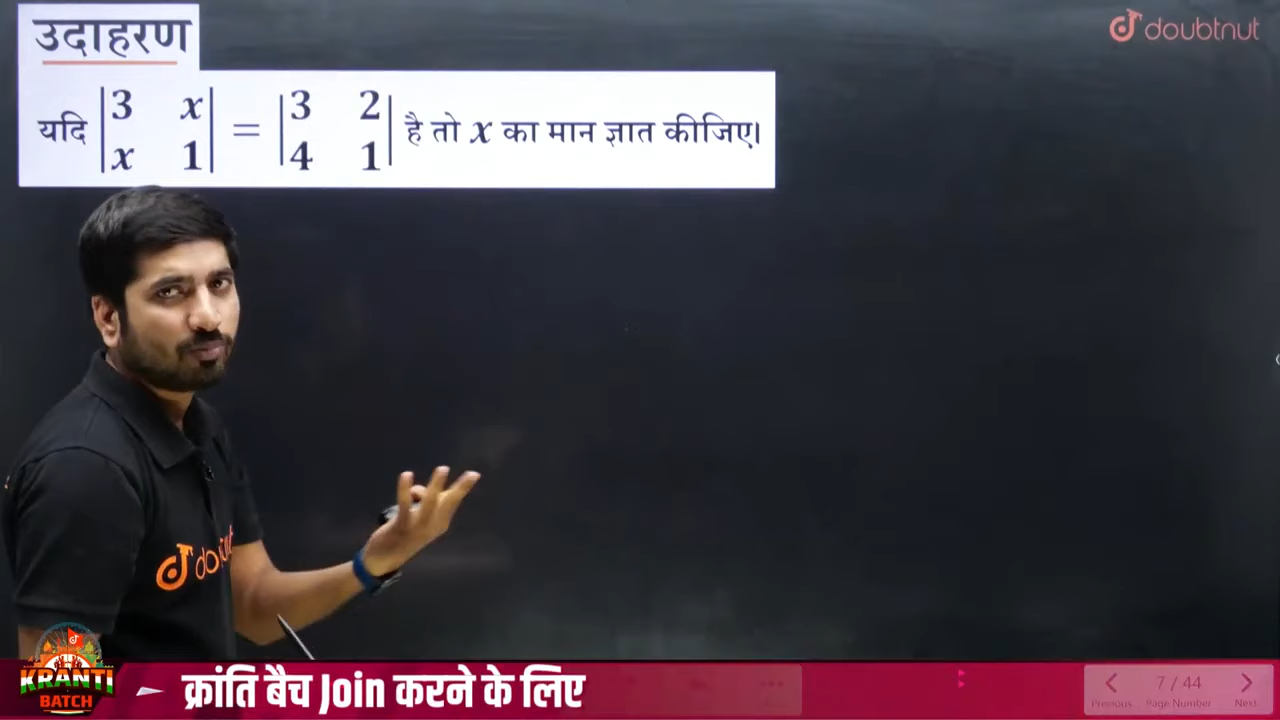 उदाहरण
doubtnut
यदि |3 x| = |3 2| है तो x का मान ज्ञात कीजिए।
|x 1| |4 1|
KRANTI
BATCH
क्रांति बैच Join करने के लिए
7 / 44
Previous Page Number Next